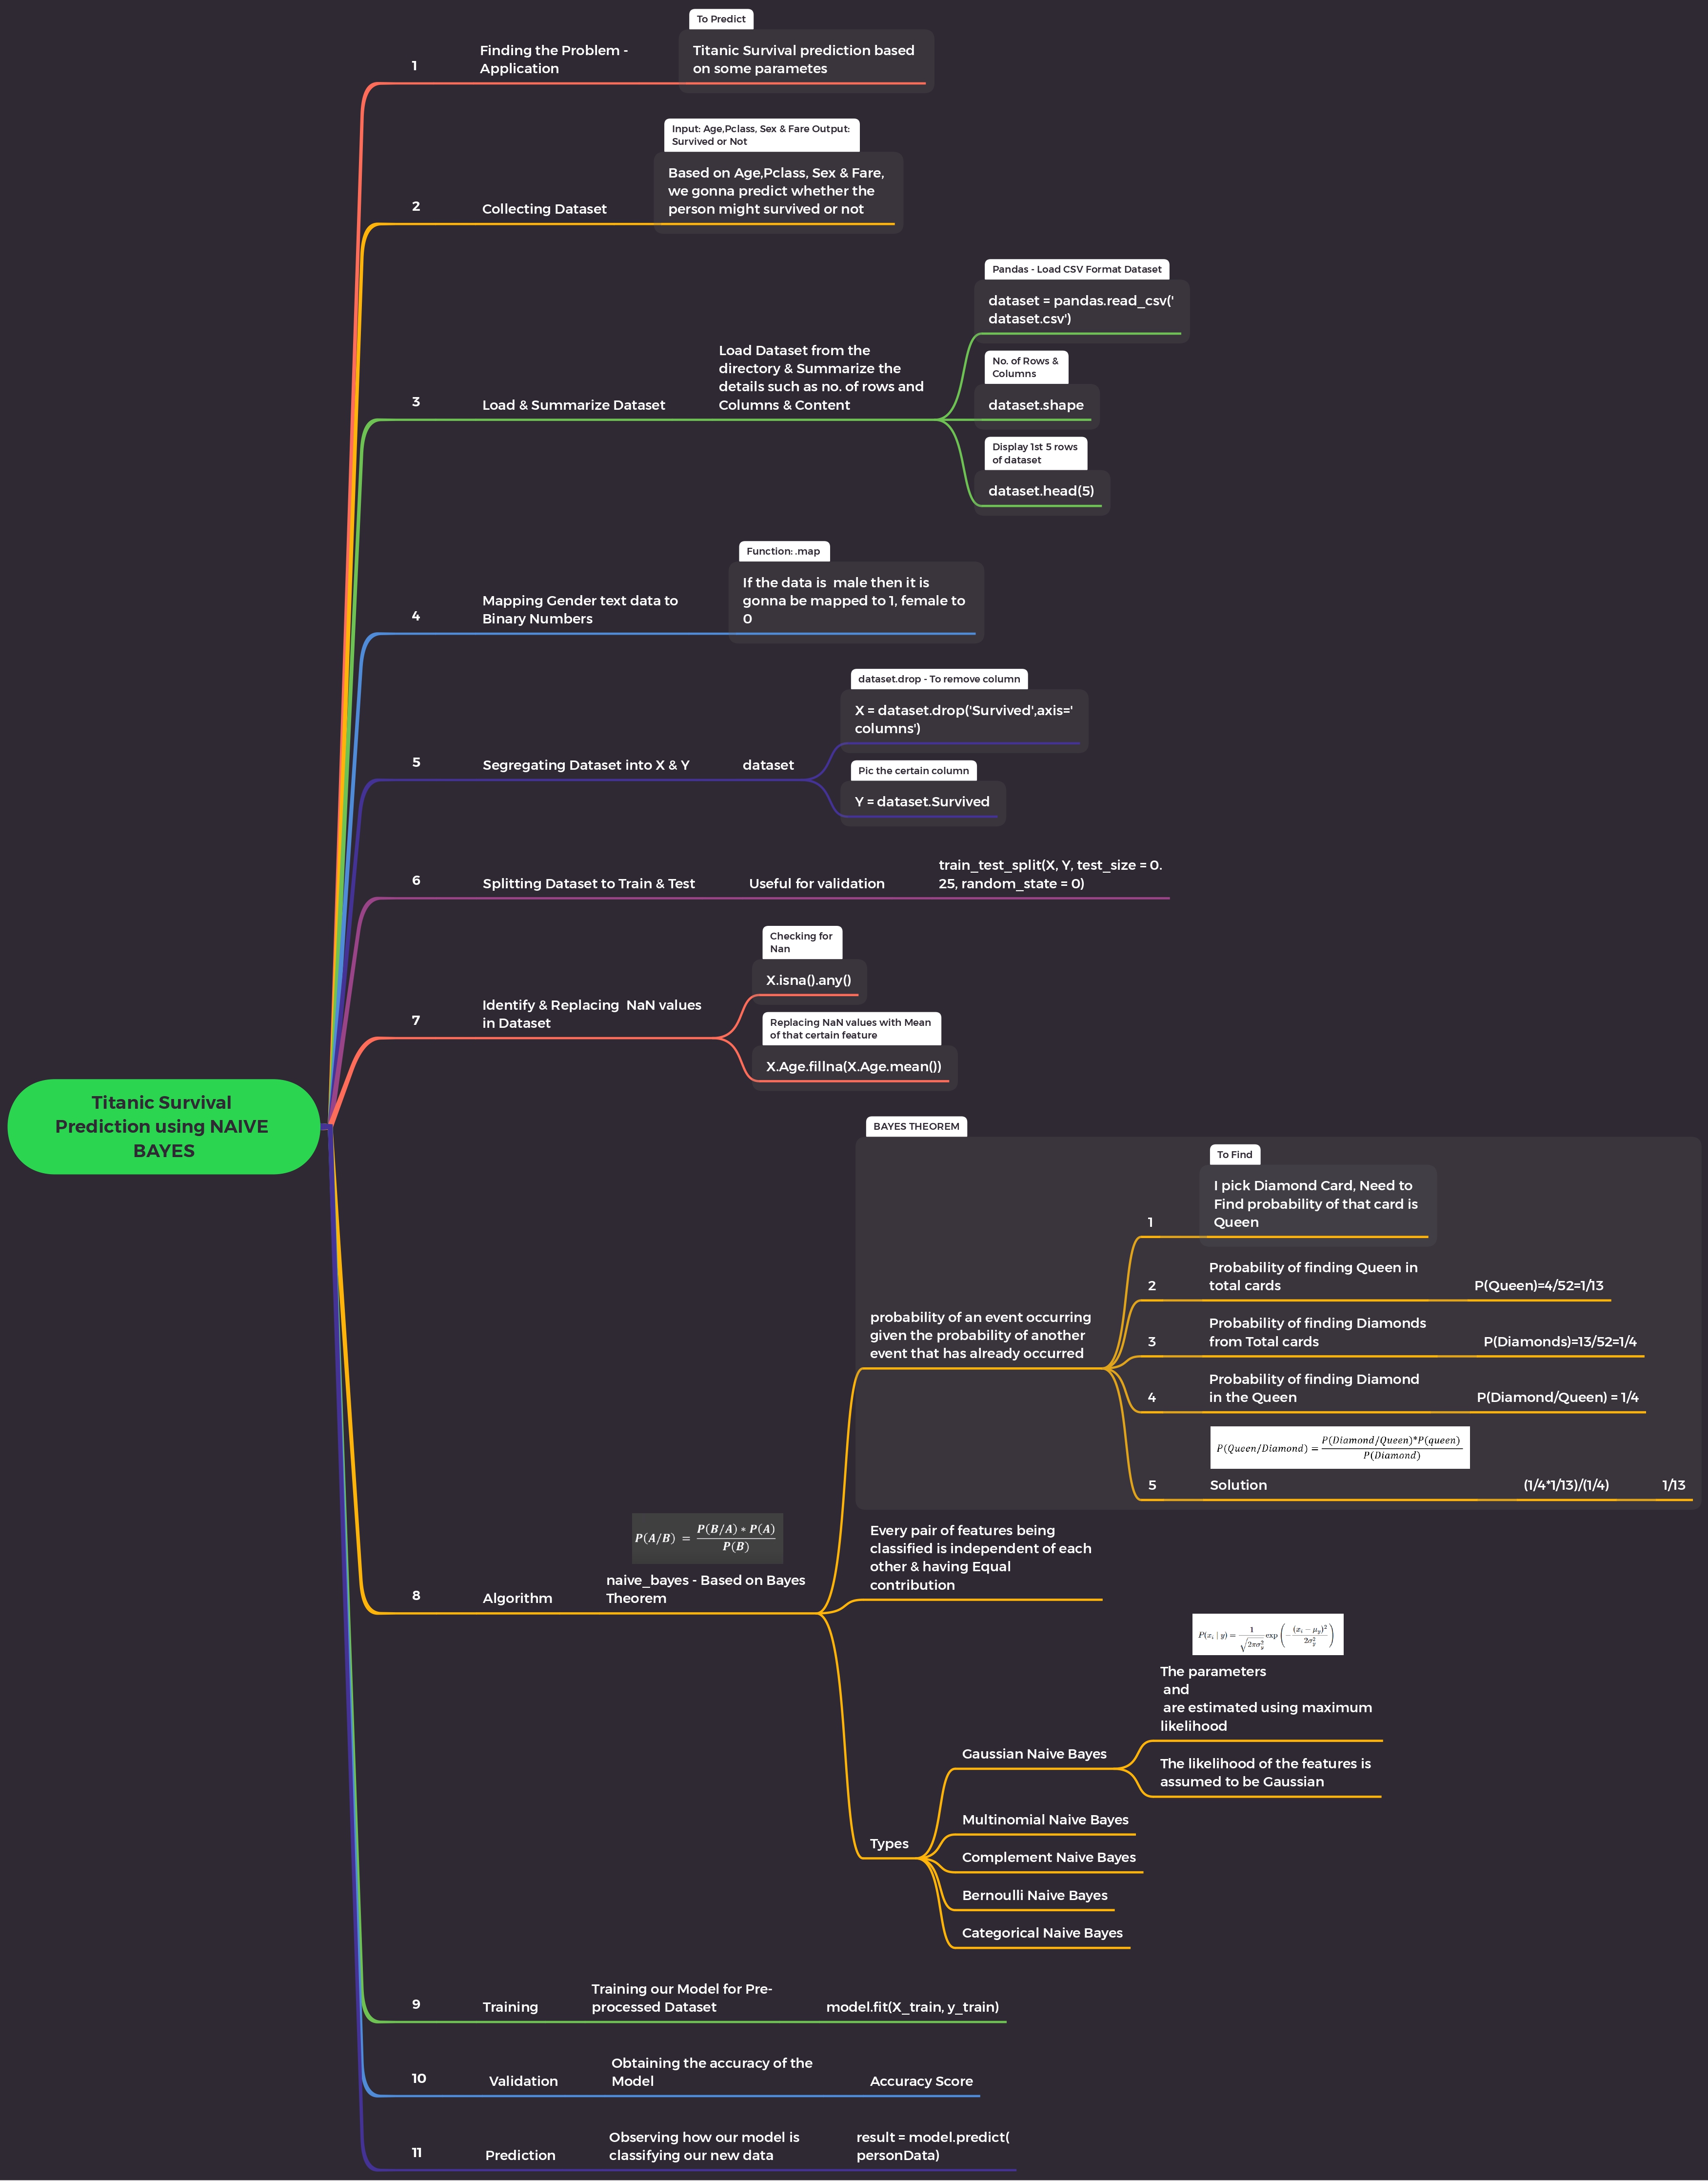 To Predict
1
Finding the Problem -
Application
Titanic Survival prediction based
on some parametes
Input: Age,Pclass, Sex & Fare Output:
Survived or Not
2
Collecting Dataset
Based on Age,Pclass, Sex & Fare,
we gonna predict whether the
person might survived or not
3
Load & Summarize Dataset
Load Dataset from the
directory & Summarize the
details such as no. of rows and
Columns & Content
Pandas - Load CSV Format Dataset
dataset = pandas.read_csv('
dataset.csv')
No. of Rows &
Columns
dataset.shape
Display 1st 5 rows
of dataset
dataset.head(5)
4
Mapping Gender text data to
Binary Numbers
Function: .map
If the data is  male then it is
gonna be mapped to 1, female to
0
5
Segregating Dataset into X & Y
dataset
dataset.drop - To remove column
X = dataset.drop('Survived',axis='
columns')
Pic the certain column
Y = dataset.Survived
6
Splitting Dataset to Train & Test
Useful for validation
train_test_split(X, Y, test_size = 0.
25, random_state = 0)
7
Identify & Replacing  NaN values
in Dataset
Checking for
Nan
X.isna().any()
Replacing NaN values with Mean
of that certain feature
X.Age.fillna(X.Age.mean())
Titanic Survival
Prediction using NAIVE
BAYES
8
Algorithm
P(A/B) = P(B/A) * P(A) / P(B)
naive_bayes - Based on Bayes
Theorem
BAYES THEOREM
probability of an event occurring
given the probability of another
event that has already occurred
To Find
1
I pick Diamond Card, Need to
Find probability of that card is
Queen
2
Probability of finding Queen in
total cards
P(Queen)=4/52=1/13
3
Probability of finding Diamonds
from Total cards
P(Diamonds)=13/52=1/4
4
Probability of finding Diamond
in the Queen
P(Diamond/Queen) = 1/4
P(Queen/Diamond) = P(Diamond/Queen)*P(queen) / P(Diamond)
5
Solution
(1/4*1/13)/(1/4)
1/13
Every pair of features being
classified is independent of each
other & having Equal
contribution
Types
Gaussian Naive Bayes
P(xᵢ | y) = 1/√(2πσ²_y) exp(−(xᵢ − μ_y)²/2σ²_y)
The parameters
and
are estimated using maximum
likelihood
The likelihood of the features is
assumed to be Gaussian
Multinomial Naive Bayes
Complement Naive Bayes
Bernoulli Naive Bayes
Categorical Naive Bayes
9
Training
Training our Model for Pre-
processed Dataset
model.fit(X_train, y_train)
10
Validation
Obtaining the accuracy of the
Model
Accuracy Score
11
Prediction
Observing how our model is
classifying our new data
result = model.predict(
personData)